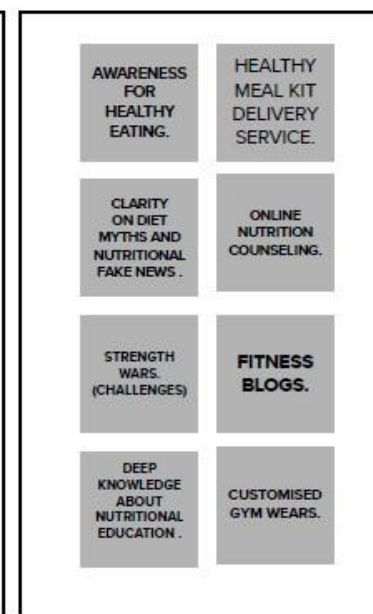 AWARENESS
FOR
HEALTHY
EATING.
HEALTHY
MEAL KIT
DELIVERY
SERVICE.
CLARITY
ON DIET
MYTHS AND
NUTRITIONAL
FAKE NEWS .
ONLINE
NUTRITION
COUNSELING.
STRENGTH
WARS.
(CHALLENGES)
FITNESS
BLOGS.
DEEP
KNOWLEDGE
ABOUT
NUTRITIONAL
EDUCATION .
CUSTOMISED
GYM WEARS.